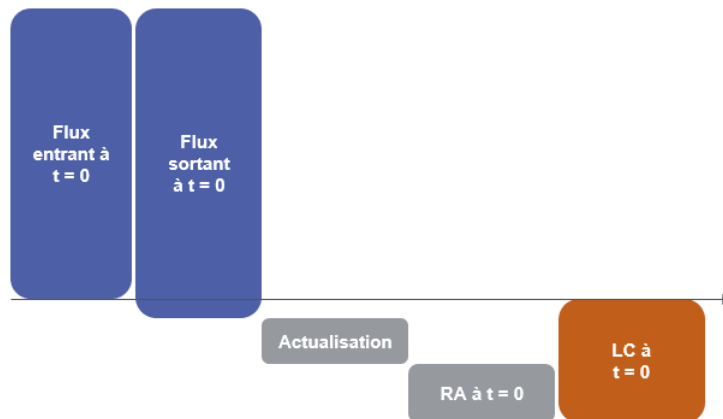 Flux
entrant à
t = 0
Flux
sortant
à t = 0
Actualisation
RA à t = 0
LC à
t = 0